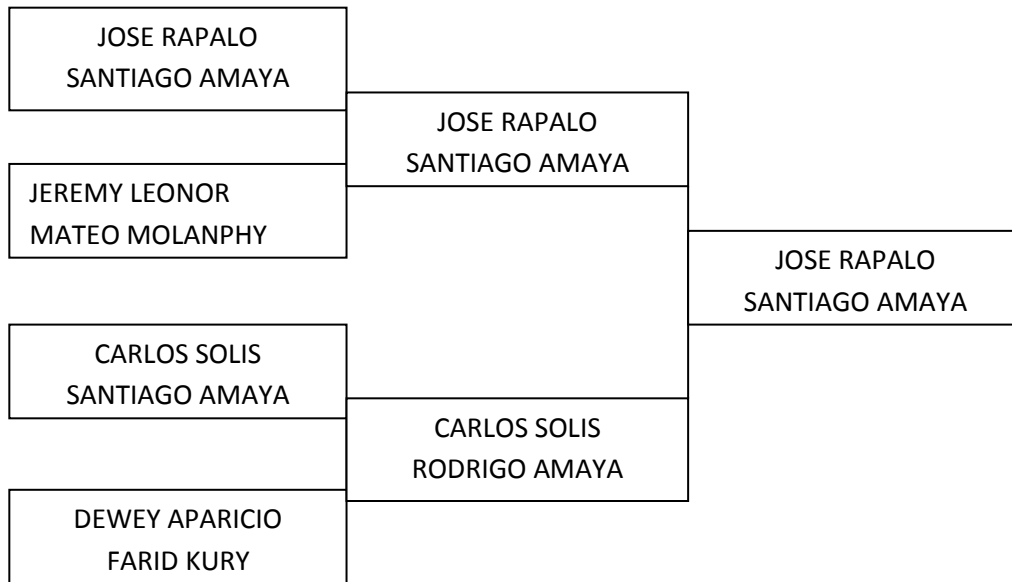 JOSE RAPALO
SANTIAGO AMAYA
JEREMY LEONOR
MATEO MOLANPHY
CARLOS SOLIS
SANTIAGO AMAYA
DEWEY APARICIO
FARID KURY
JOSE RAPALO
SANTIAGO AMAYA
CARLOS SOLIS
RODRIGO AMAYA
JOSE RAPALO
SANTIAGO AMAYA